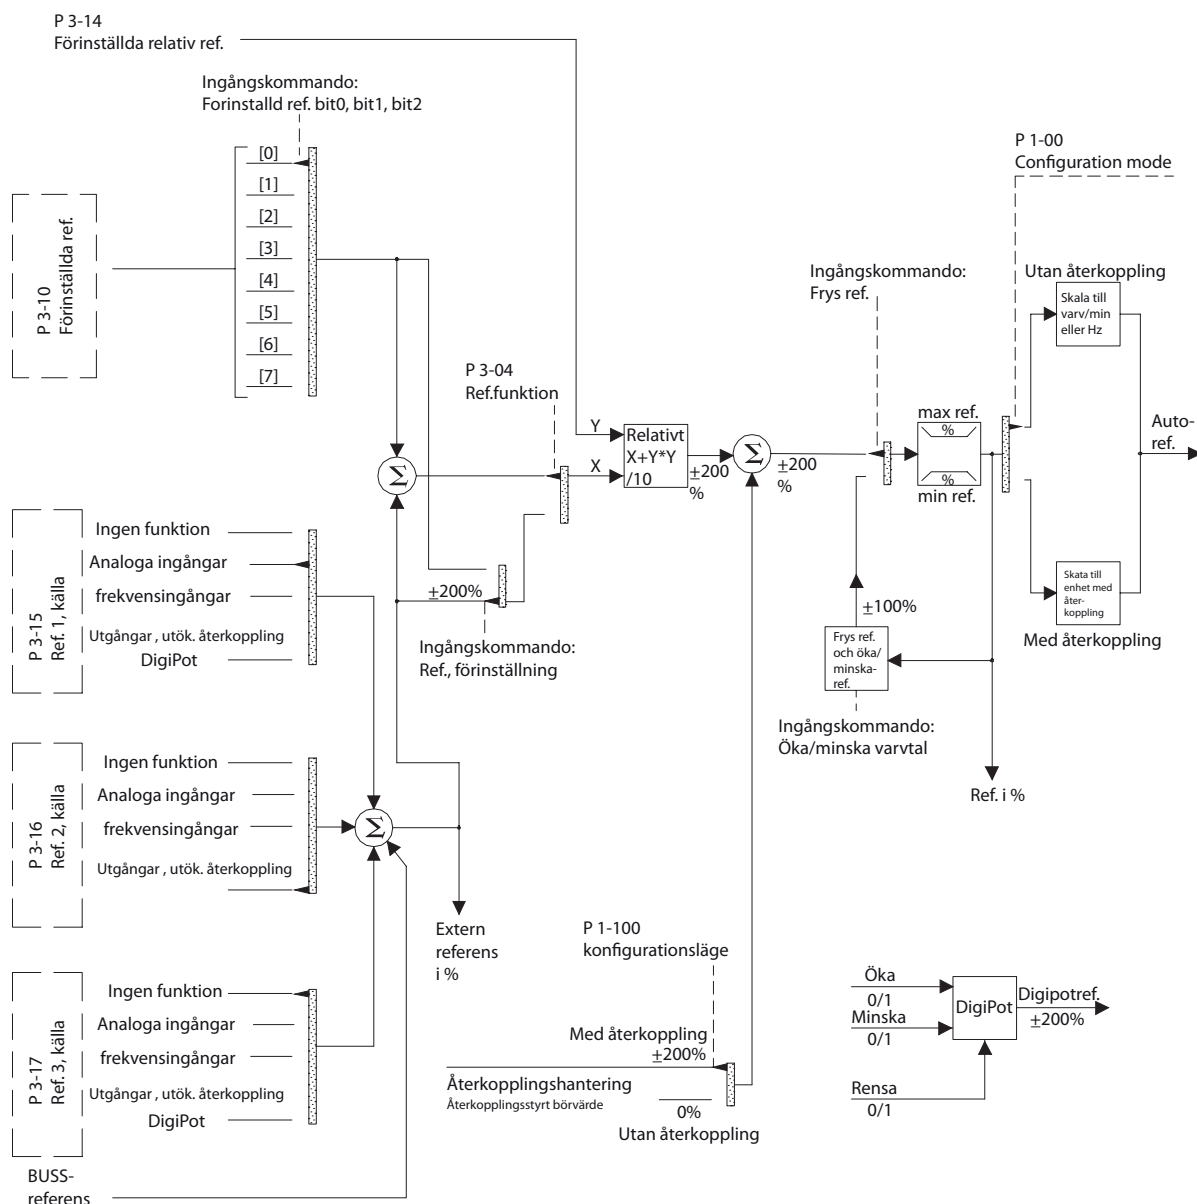 P 3-14
Förinställda relativ ref.
Ingångskommando:
Forinstalld ref. bit0, bit1, bit2
[0]
[1]
[2]
[3]
[4]
[5]
[6]
[7]
P 3-10
Förinställda ref.
P 1-00
Configuration mode
Ingångskommando:
Frys ref.
Utan återkoppling
Skala till
varv/min
eller Hz
P 3-04
Ref.funktion
Y
X
Relativt
X+Y*Y
/10
±200
%
Σ
±200
%
max ref.
%
%
min ref.
Auto-
ref.
Σ
±200%
Ingångskommando:
Ref., förinställning
±100%
Frys ref.
och öka/
minska-
ref.
Ingångskommando:
Öka/minska varvtal
Skata till
enhet med
åter-
koppling
Med återkoppling
Ref. i %
P 3-15
Ref. 1, källa
Ingen funktion
Analoga ingångar
frekvensingångar
Utgångar , utök. återkoppling
DigiPot
P 3-16
Ref. 2, källa
Ingen funktion
Analoga ingångar
frekvensingångar
Utgångar , utök. återkoppling
Σ
Extern
referens
i %
P 3-17
Ref. 3, källa
Ingen funktion
Analoga ingångar
frekvensingångar
Utgångar , utök. återkoppling
DigiPot
BUSS-
referens
P 1-100
konfigurationsläge
Med återkoppling
±200%
Återkopplingshantering
Återkopplingsstyrt börvärde
0%
Utan återkoppling
Öka
0/1
Minska
0/1
Rensa
0/1
DigiPot
Digipotref.
±200%